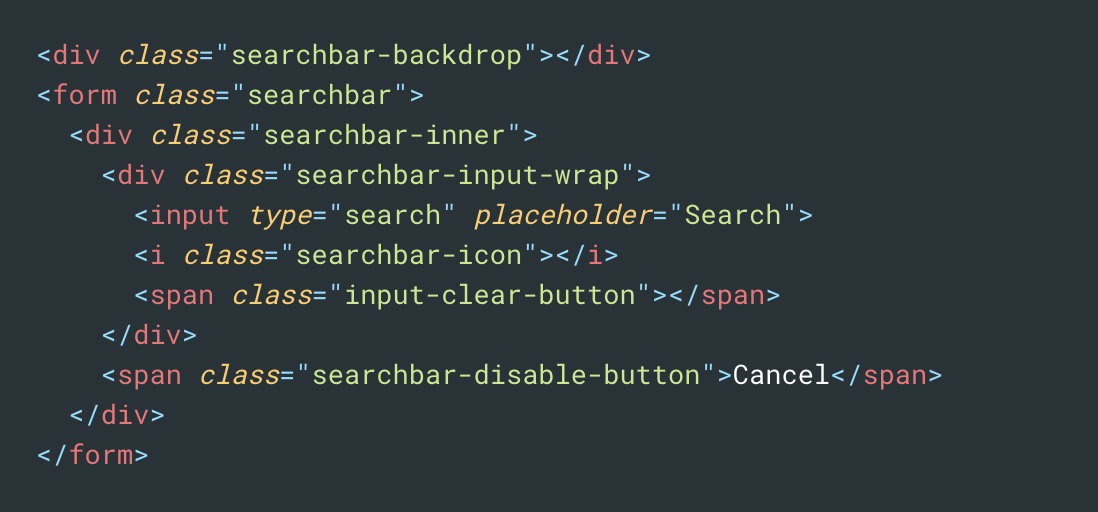 <div class="searchbar-backdrop"></div>
<form class="searchbar">
  <div class="searchbar-inner">
    <div class="searchbar-input-wrap">
      <input type="search" placeholder="Search">
      <i class="searchbar-icon"></i>
      <span class="input-clear-button"></span>
    </div>
    <span class="searchbar-disable-button">Cancel</span>
  </div>
</form>